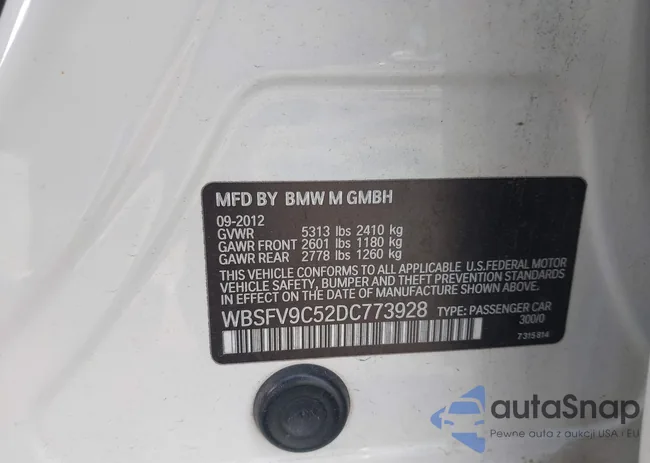 MFD BY BMW M GMBH
09-2012
GVWR 5313 lbs 2410 kg
GAWR FRONT 2601 lbs 1180 kg
GAWR REAR 2778 lbs 1260 kg
THIS VEHICLE CONFORMS TO ALL APPLICABLE U.S.FEDERAL MOTOR
VEHICLE SAFETY, BUMPER, AND THEFT PREVENTION STANDARDS
IN EFFECT ON THE DATE OF MANUFACTURE SHOWN ABOVE.
WBSFV9C52DC773928 TYPE: PASSENGER CAR
300/0
7315814
autoSnap
Pewne auta z aukcji USA i EU